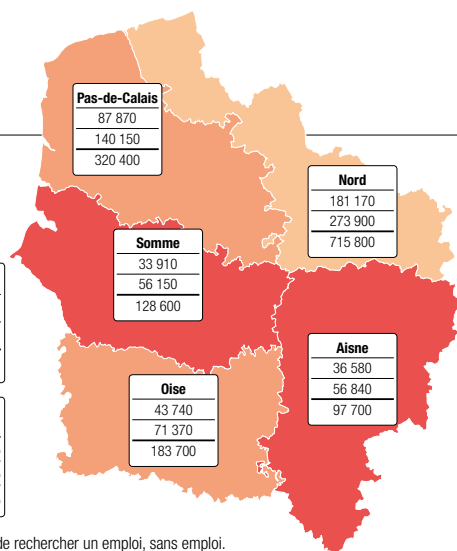 Pas-de-Calais
87 870
140 150
320 400
Nord
181 170
273 900
715 800
Somme
33 910
56 150
128 600
Aisne
36 580
56 840
97 700
Oise
43 740
71 370
183 700
de rechercher un emploi, sans emploi.